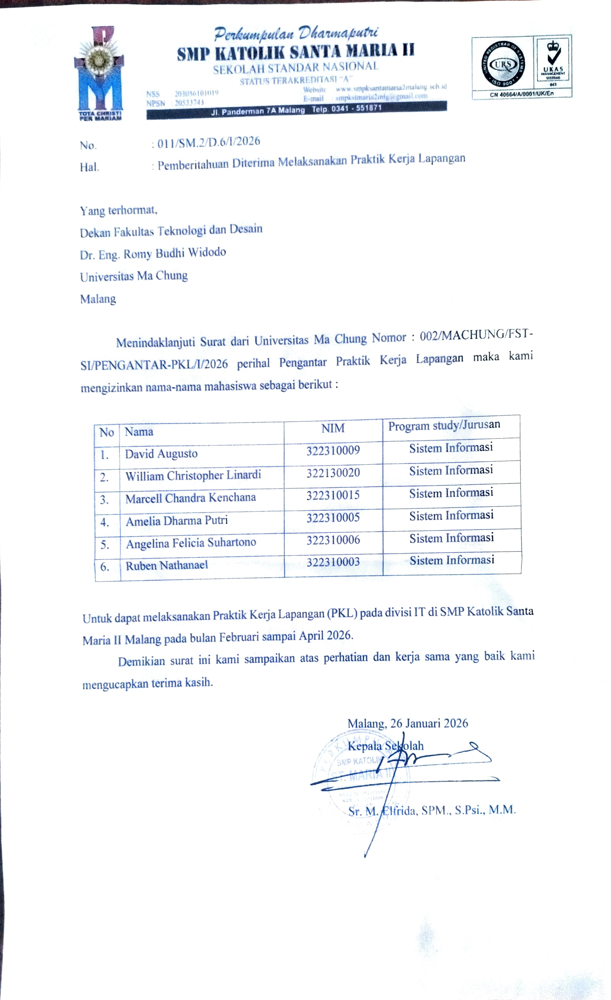 Perkumpulan Dharmaputri
SMP KATOLIK SANTA MARIA II
SEKOLAH STANDAR NASIONAL
STATUS TERAKREDITASI "A"
NSS : 203056101019
Website www.smpksantamaria2malang.sch.id
NPSN : 20533743
E-mail : smpkstmaria2mlg@gmail.com
Jl. Panderman 7A Malang Telp. 0341 - 551871
TOTA CHRISTI
PER MARIAM
UNITED REGISTRAR OF SYSTEMS
URS
ISO 9001
UKAS
MANAGEMENT
SYSTEMS
043
CN 40664/A/0001/UK/En
No. : 011/SM.2/D.6/I/2026
Hal. : Pemberitahuan Diterima Melaksanakan Praktik Kerja Lapangan
Yang terhormat,
Dekan Fakultas Teknologi dan Desain
Dr. Eng. Romy Budhi Widodo
Universitas Ma Chung
Malang
Menindaklanjuti Surat dari Universitas Ma Chung Nomor : 002/MACHUNG/FST-
SI/PENGANTAR-PKL/I/2026 perihal Pengantar Praktik Kerja Lapangan maka kami
mengizinkan nama-nama mahasiswa sebagai berikut :
No Nama NIM Program study/Jurusan
1. David Augusto 322310009 Sistem Informasi
2. William Christopher Linardi 322130020 Sistem Informasi
3. Marcell Chandra Kenchana 322310015 Sistem Informasi
4. Amelia Dharma Putri 322310005 Sistem Informasi
5. Angelina Felicia Suhartono 322310006 Sistem Informasi
6. Ruben Nathanael 322310003 Sistem Informasi
Untuk dapat melaksanakan Praktik Kerja Lapangan (PKL) pada divisi IT di SMP Katolik Santa
Maria II Malang pada bulan Februari sampai April 2026.
Demikian surat ini kami sampaikan atas perhatian dan kerja sama yang baik kami
mengucapkan terima kasih.
Malang, 26 Januari 2026
Kepala Sekolah
SMP KATOLIK
ST. MARIA II
Sr. M. Elfrida, SPM., S.Psi., M.M.